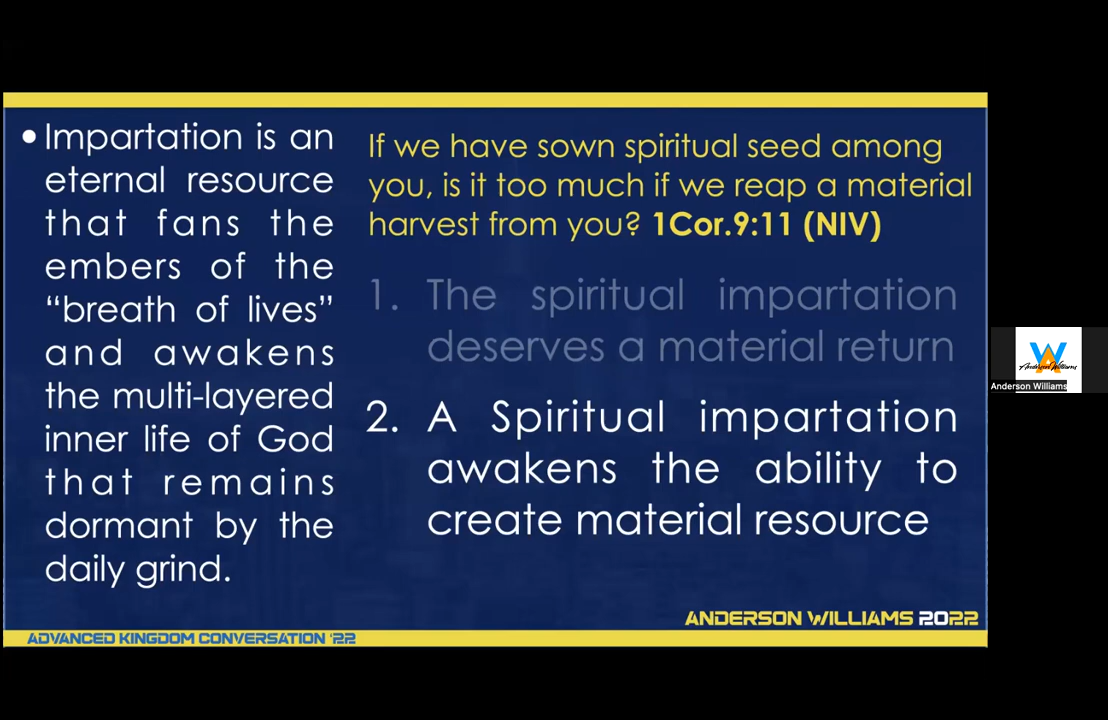 • Impartation is an
eternal resource
that fans the
embers of the
“breath of lives”
and awakens
the multi-layered
inner life of God
that remains
dormant by the
daily grind.
If we have sown spiritual seed among
you, is it too much if we reap a material
harvest from you? 1Cor.9:11 (NIV)
1. The spiritual impartation
deserves a material return
2. A Spiritual impartation
awakens the ability to
create material resource
ANDERSON WILLIAMS 2022
ADVANCED KINGDOM CONVERSATION ‘22
WA
Anderson Williams
Anderson Williams